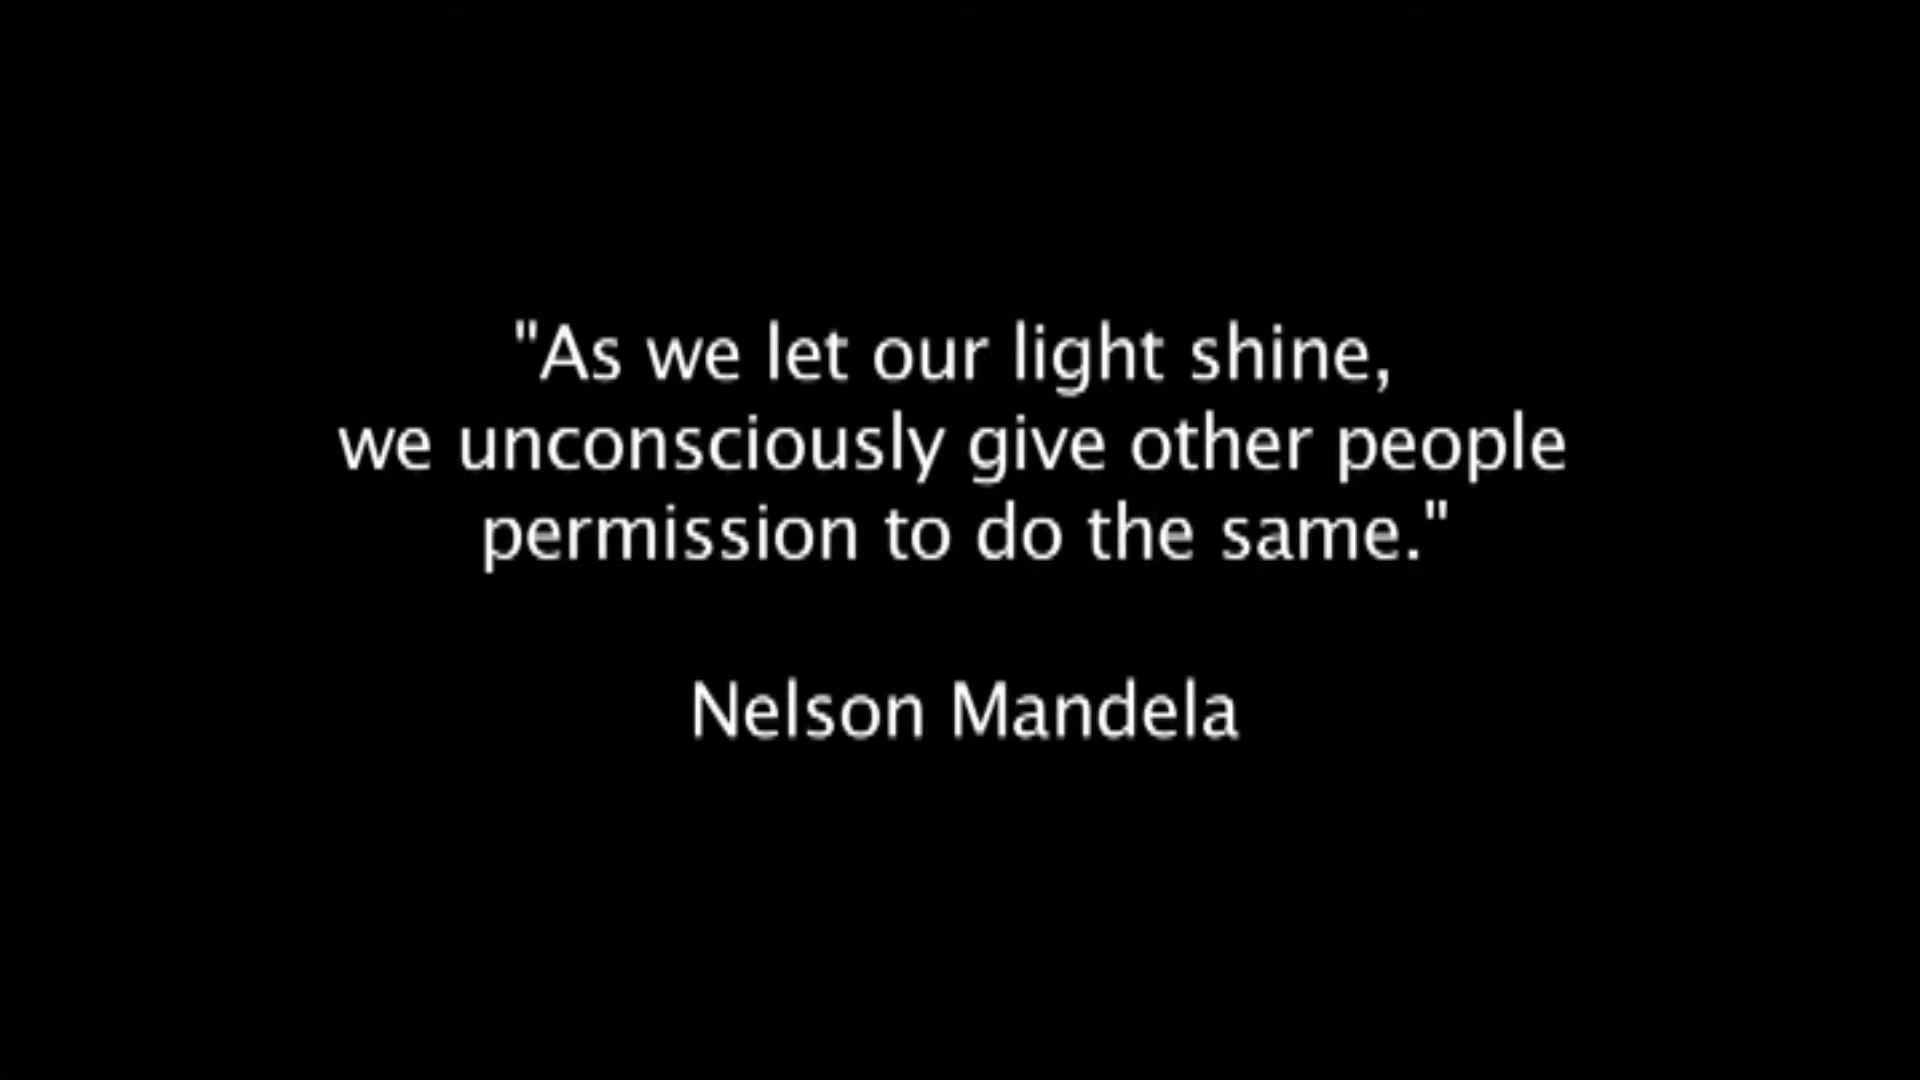 "As we let our light shine,
we unconsciously give other people
permission to do the same."
Nelson Mandela